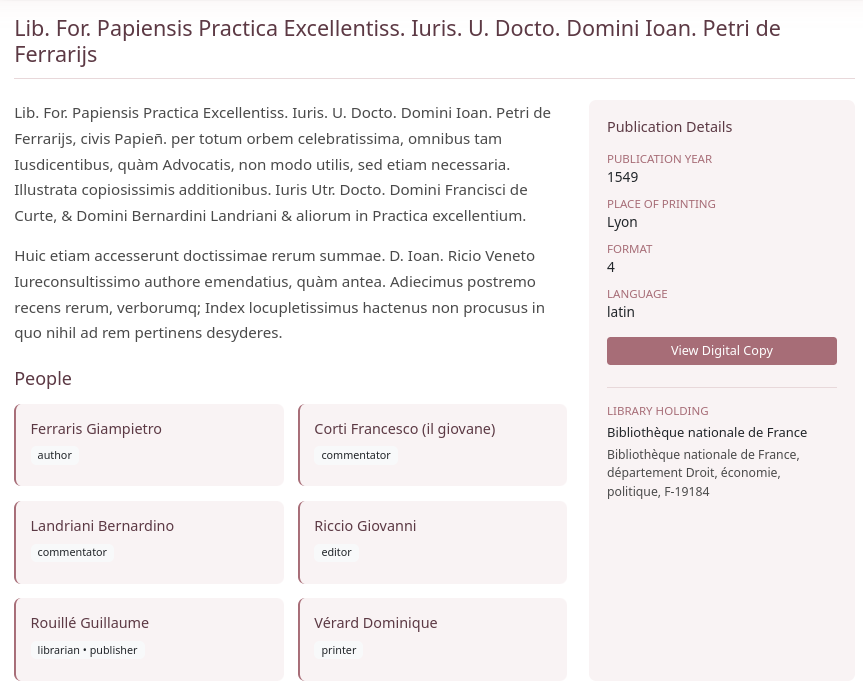 Lib. For. Papiensis Practica Excellentiss. Iuris. U. Docto. Domini Ioan. Petri de
Ferrarijs
Lib. For. Papiensis Practica Excellentiss. Iuris. U. Docto. Domini Ioan. Petri de
Ferrarijs, civis Papieñ. per totum orbem celebratissima, omnibus tam
Iusdicentibus, quàm Advocatis, non modo utilis, sed etiam necessaria.
Illustrata copiosissimis additionibus. Iuris Utr. Docto. Domini Francisci de
Curte, & Domini Bernardini Landriani & aliorum in Practica excellentium.
Huic etiam accesserunt doctissimae rerum summae. D. Ioan. Ricio Veneto
Iureconsultissimo authore emendatius, quàm antea. Adiecimus postremo
recens rerum, verborumq; Index locupletissimus hactenus non procusus in
quo nihil ad rem pertinens desyderes.
People
Ferraris Giampietro
author
Corti Francesco (il giovane)
commentator
Landriani Bernardino
commentator
Riccio Giovanni
editor
Rouillé Guillaume
librarian • publisher
Vérard Dominique
printer
Publication Details
PUBLICATION YEAR
1549
PLACE OF PRINTING
Lyon
FORMAT
4
LANGUAGE
latin
View Digital Copy
LIBRARY HOLDING
Bibliothèque nationale de France
Bibliothèque nationale de France,
département Droit, économie,
politique, F-19184